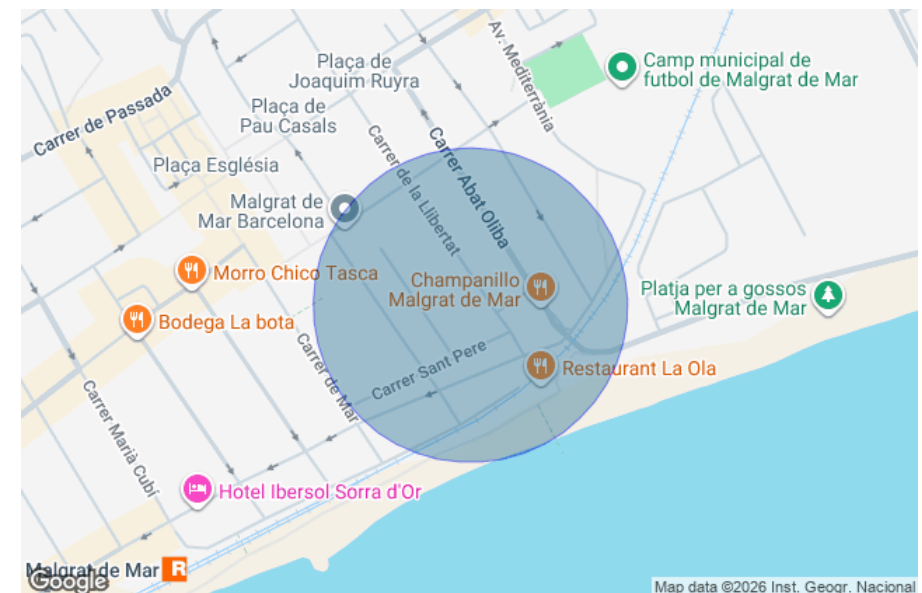 Plaça de
Joaquim Ruyra
Av. Mediterrània
Camp municipal de
futbol de Malgrat de Mar
Carrer de Passada
Plaça de
Pau Casals
Plaça Església
Carrer de la Llibertat
Carrer Abat Oliba
Malgrat de
Mar Barcelona
Morro Chico Tasca
Champanillo
Malgrat de Mar
Platja per a gossos
Malgrat de Mar
Bodega La bota
Carrer de Mar
Carrer Sant Pere
Restaurant La Ola
Carrer Marià Cubí
Hotel Ibersol Sorra d'Or
Malgrat de Mar R
Google
Map data ©2026 Inst. Geogr. Nacional